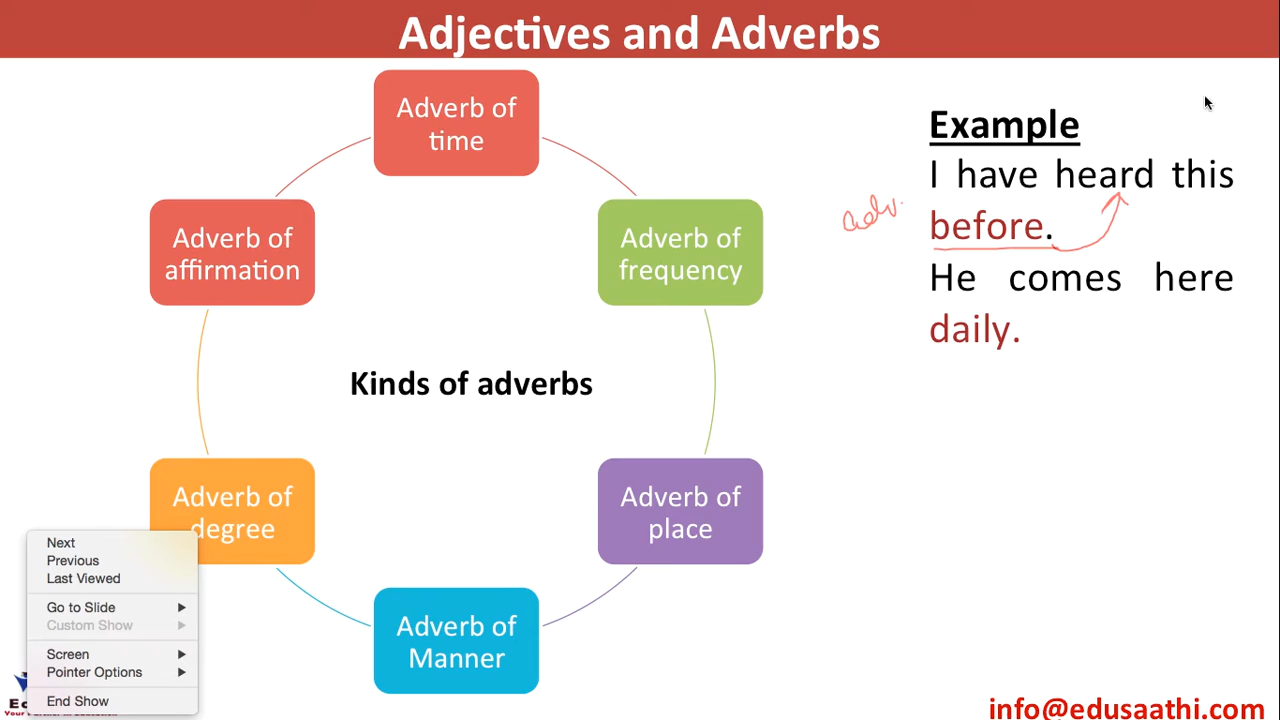 Adjectives and Adverbs
Adverb of
time
Adverb of
affirmation
Adverb of
frequency
Kinds of adverbs
Adverb of
degree
Adverb of
place
Adverb of
Manner
Example
I have heard this
adv.
before.
He comes here
daily.
Next
Previous
Last Viewed
Go to Slide
Custom Show
Screen
Pointer Options
End Show
info@edusaathi.com